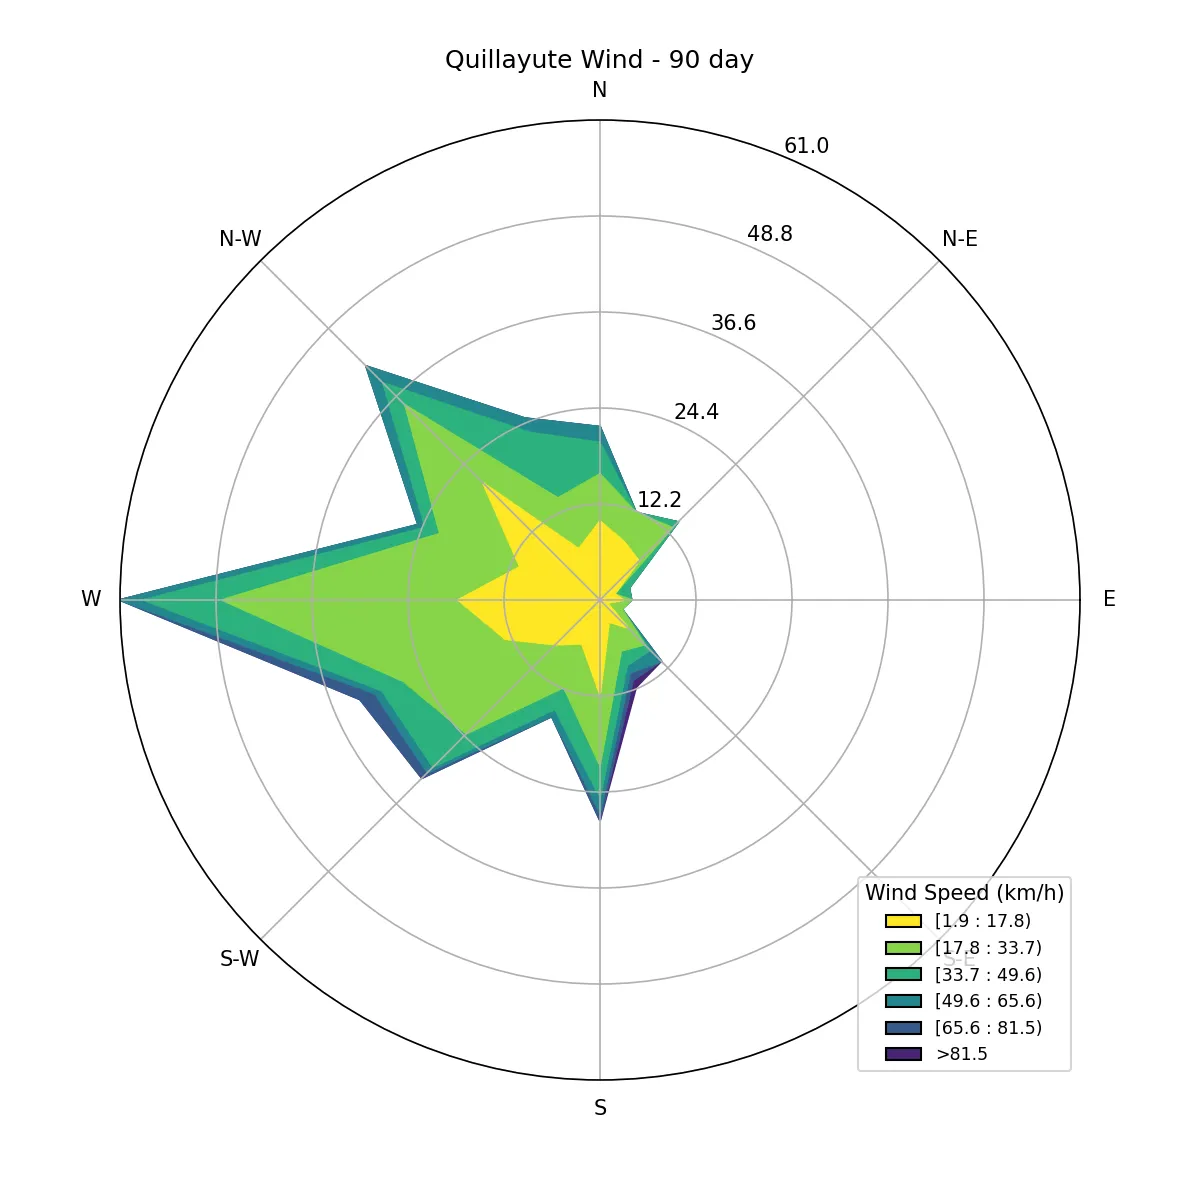 Quillayute Wind - 90 day
N
61.0
48.8
N-W
N-E
36.6
24.4
12.2
W
E
S-W
S-E
S
Wind Speed (km/h)
[1.9 : 17.8)
[17.8 : 33.7)
[33.7 : 49.6)
[49.6 : 65.6)
[65.6 : 81.5)
>81.5